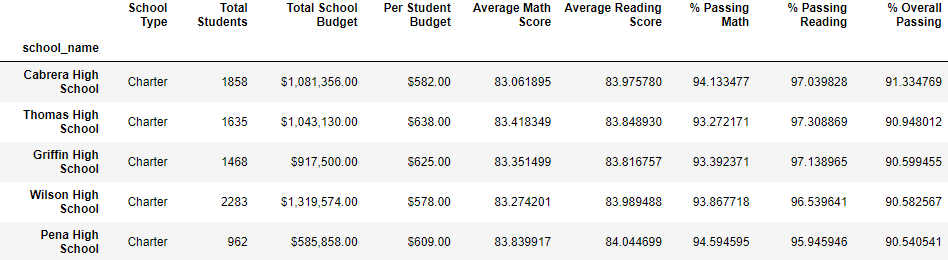 School Type Total Students Total School Budget Per Student Budget Average Math Score Average Reading Score % Passing Math % Passing Reading % Overall Passing
school_name
Cabrera High School Charter 1858 $1,081,356.00 $582.00 83.061895 83.975780 94.133477 97.039828 91.334769
Thomas High School Charter 1635 $1,043,130.00 $638.00 83.418349 83.848930 93.272171 97.308869 90.948012
Griffin High School Charter 1468 $917,500.00 $625.00 83.351499 83.816757 93.392371 97.138965 90.599455
Wilson High School Charter 2283 $1,319,574.00 $578.00 83.274201 83.989488 93.867718 96.539641 90.582567
Pena High School Charter 962 $585,858.00 $609.00 83.839917 84.044699 94.594595 95.945946 90.540541